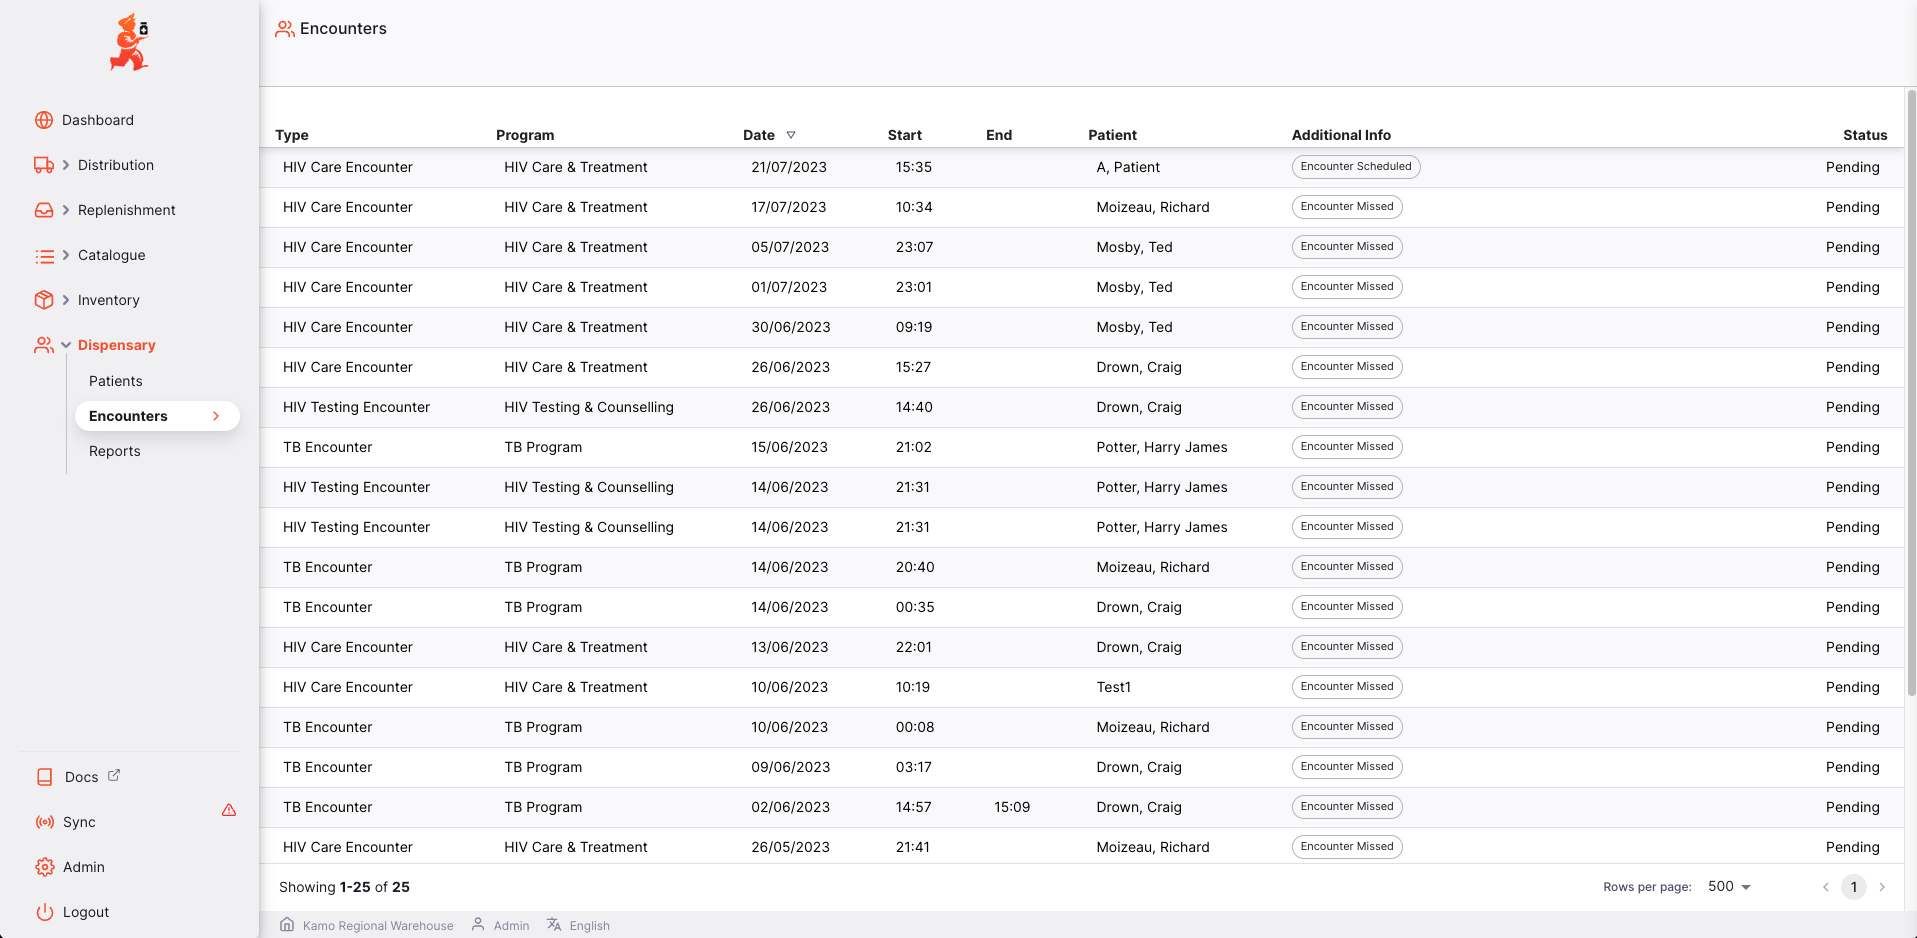 Encounters
Dashboard
Distribution
Replenishment
Catalogue
Inventory
Dispensary
Patients
Encounters
Reports
Docs
Sync
Admin
Logout
Type Program Date Start End Patient Additional Info Status
HIV Care Encounter HIV Care & Treatment 21/07/2023 15:35 A, Patient Encounter Scheduled Pending
HIV Care Encounter HIV Care & Treatment 17/07/2023 10:34 Moizeau, Richard Encounter Missed Pending
HIV Care Encounter HIV Care & Treatment 05/07/2023 23:07 Mosby, Ted Encounter Missed Pending
HIV Care Encounter HIV Care & Treatment 01/07/2023 23:01 Mosby, Ted Encounter Missed Pending
HIV Care Encounter HIV Care & Treatment 30/06/2023 09:19 Mosby, Ted Encounter Missed Pending
HIV Care Encounter HIV Care & Treatment 26/06/2023 15:27 Drown, Craig Encounter Missed Pending
HIV Testing Encounter HIV Testing & Counselling 26/06/2023 14:40 Drown, Craig Encounter Missed Pending
TB Encounter TB Program 15/06/2023 21:02 Potter, Harry James Encounter Missed Pending
HIV Testing Encounter HIV Testing & Counselling 14/06/2023 21:31 Potter, Harry James Encounter Missed Pending
HIV Testing Encounter HIV Testing & Counselling 14/06/2023 21:31 Potter, Harry James Encounter Missed Pending
TB Encounter TB Program 14/06/2023 20:40 Moizeau, Richard Encounter Missed Pending
TB Encounter TB Program 14/06/2023 00:35 Drown, Craig Encounter Missed Pending
HIV Care Encounter HIV Care & Treatment 13/06/2023 22:01 Drown, Craig Encounter Missed Pending
HIV Care Encounter HIV Care & Treatment 10/06/2023 10:19 Test1 Encounter Missed Pending
TB Encounter TB Program 10/06/2023 00:08 Moizeau, Richard Encounter Missed Pending
TB Encounter TB Program 09/06/2023 03:17 Drown, Craig Encounter Missed Pending
TB Encounter TB Program 02/06/2023 14:57 15:09 Drown, Craig Encounter Missed Pending
HIV Care Encounter HIV Care & Treatment 26/05/2023 21:41 Moizeau, Richard Encounter Missed Pending
Showing 1-25 of 25 Rows per page: 500 1
Kamo Regional Warehouse Admin English